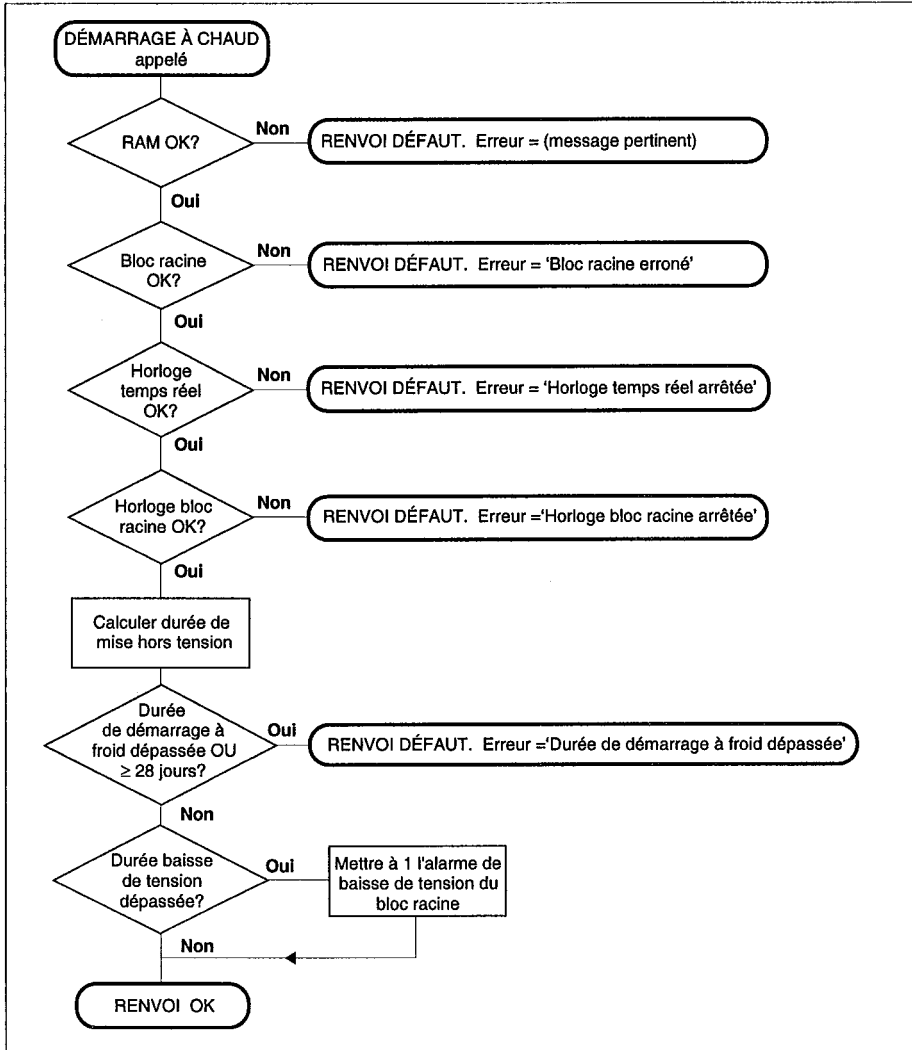 DÉMARRAGE À CHAUD
appelé
RAM OK?
Non
RENVOI DÉFAUT. Erreur = (message pertinent)
Oui
Bloc racine
OK?
Non
RENVOI DÉFAUT. Erreur = ‘Bloc racine erroné’
Oui
Horloge
temps réel
OK?
Non
RENVOI DÉFAUT. Erreur = ‘Horloge temps réel arrêtée’
Oui
Horloge bloc
racine OK?
Non
RENVOI DÉFAUT. Erreur =‘Horloge bloc racine arrêtée’
Oui
Calculer durée de
mise hors tension
Durée
de démarrage à
froid dépassée OU
≥ 28 jours?
Oui
RENVOI DÉFAUT. Erreur =‘Durée de démarrage à froid dépassée’
Non
Durée baisse
de tension
dépassée?
Oui
Mettre à 1 l'alarme de
baisse de tension du
bloc racine
Non
RENVOI OK